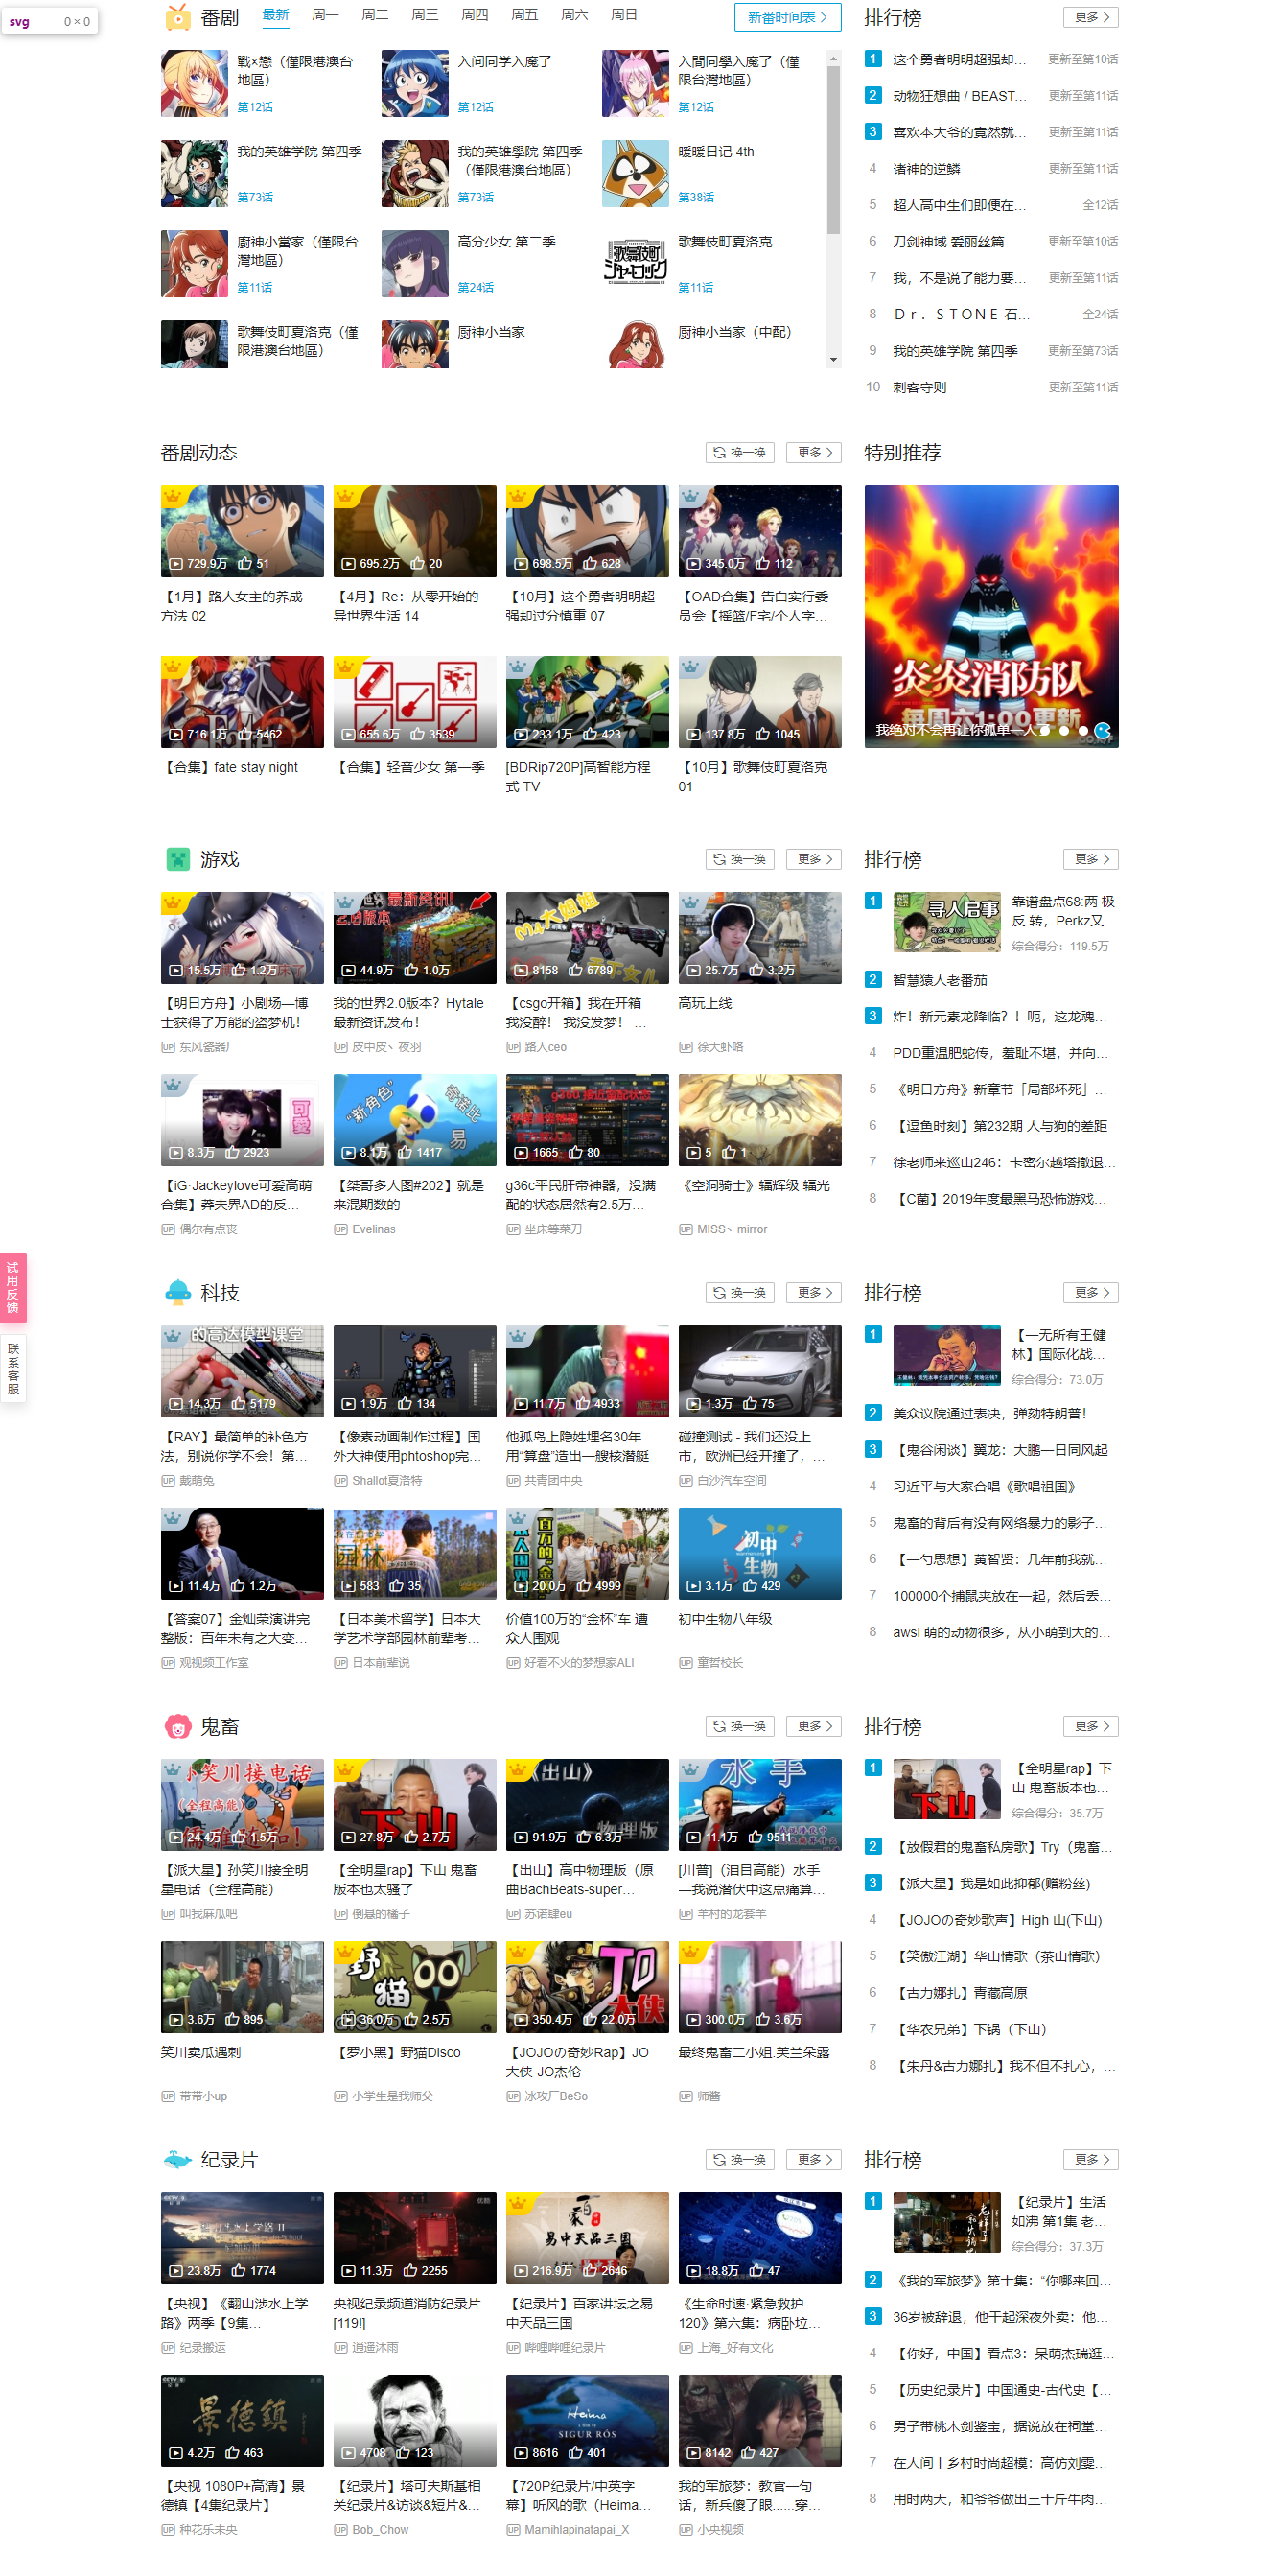 svg 0 × 0
番剧 最新 周一 周二 周三 周四 周五 周六 周日 新番时间表
戰×戀（僅限港澳台
地區）
第12话
入间同学入魔了
第12话
入間同學入魔了（僅
限台灣地區）
第12话
我的英雄学院 第四季
第73话
我的英雄學院 第四季
（僅限港澳台地區）
第73话
暖暖日记 4th
第38话
廚神小當家（僅限台
灣地區）
第11话
高分少女 第二季
第24话
歌舞伎町夏洛克
第11话
歌舞伎町夏洛克（僅
限港澳台地區）
厨神小当家
厨神小当家（中配）
排行榜 更多
1 这个勇者明明超强却... 更新至第10话
2 动物狂想曲 / BEAST... 更新至第11话
3 喜欢本大爷的竟然就... 更新至第11话
4 诸神的逆鳞 更新至第11话
5 超人高中生们即便在... 全12话
6 刀剑神域 爱丽丝篇 ... 更新至第10话
7 我，不是说了能力要... 更新至第11话
8 Ｄｒ．ＳＴＯＮＥ 石... 全24话
9 我的英雄学院 第四季 更新至第73话
10 刺客守则 更新至第11话
番剧动态 换一换 更多
729.9万 51
【1月】路人女主的养成
方法 02
695.2万 20
【4月】Re：从零开始的
异世界生活 14
698.5万 628
【10月】这个勇者明明超
强却过分慎重 07
345.0万 112
【OAD合集】告白实行委
员会【摇篮/F宅/个人字...
716.1万 5462
【合集】fate stay night
655.6万 3539
【合集】轻音少女 第一季
233.1万 423
[BDRip720P]高智能方程
式 TV
137.8万 1045
【10月】歌舞伎町夏洛克
01
特别推荐
炎炎消防队
我绝对不会再让你孤单一人
游戏 换一换 更多
15.5万 1.2万
【明日方舟】小剧场—博
士获得了万能的盗梦机！
东风瓷器厂
44.9万 1.0万
我的世界2.0版本？Hytale
最新资讯发布！
皮中皮丶夜羽
8158 6789
【csgo开箱】我在开箱
我没醉！ 我没发梦！ ...
路人ceo
25.7万 3.2万
高玩上线
徐大虾咯
8.3万 2923
【iG·Jackeylove可爱高萌
合集】莽夫界AD的反...
偶尔有点丧
8.1万 1417
【桀哥多人图#202】就是
来混期数的
Evelinas
1665 80
g36c平民肝帝神器，没满
配的状态居然有2.5万...
坐床等菜刀
5 1
《空洞骑士》辐辉级 辐光
MISS丶mirror
排行榜 更多
1 寻人启事
靠谱盘点68:两 极
反 转，Perkz又...
综合得分：119.5万
2 智慧猿人老番茄
3 炸！新元素龙降临？！呃，这龙魂...
4 PDD重温肥蛇传，羞耻不堪，并向...
5 《明日方舟》新章节「局部坏死」...
6 【逗鱼时刻】第232期 人与狗的差距
7 徐老师来巡山246：卡密尔越塔撤退...
8 【C菌】2019年度最黑马恐怖游戏...
试用反馈
联系客服
科技 换一换 更多
的高达模型课堂
14.3万 5179
【RAY】最简单的补色方
法，别说你学不会！第...
戴萌兔
1.9万 134
【像素动画制作过程】国
外大神使用phtoshop完...
Shallot夏洛特
11.7万 4933
他孤岛上隐姓埋名30年
用“算盘”造出一艘核潜艇
共青团中央
1.3万 75
碰撞测试 - 我们还没上
市，欧洲已经开撞了，...
白沙汽车空间
11.4万 1.2万
【答案07】金灿荣演讲完
整版：百年未有之大变...
观视频工作室
583 35
【日本美术留学】日本大
学艺术学部园林前辈考...
日本前辈说
20.0万 4999
价值100万的“金杯”车 遭
众人围观
好看不火的梦想家ALI
初中
生物
3.1万 429
初中生物八年级
童哲校长
排行榜 更多
1 【一无所有王健
林】国际化战...
综合得分：73.0万
2 美众议院通过表决，弹劾特朗普！
3 【鬼谷闲谈】翼龙：大鹏一日同风起
4 习近平与大家合唱《歌唱祖国》
5 鬼畜的背后有没有网络暴力的影子...
6 【一勺思想】黄智贤：几年前我就...
7 100000个捕鼠夹放在一起，然后丢...
8 awsl 萌的动物很多，从小萌到大的...
鬼畜 换一换 更多
24.4万 1.5万
【派大星】孙笑川接全明
星电话（全程高能）
叫我麻瓜吧
下山
27.8万 2.7万
【全明星rap】下山 鬼畜
版本也太骚了
倒悬的橘子
《出山》
物理版
91.9万 6.3万
【出山】高中物理版（原
曲BachBeats-super...
苏诺肆eu
水手
11.1万 9511
[川普]（泪目高能）水手
—我说潜伏中这点痛算...
羊村的龙套羊
3.6万 895
笑川卖瓜遇刺
带带小up
野猫
disco
36.0万 2.5万
【罗小黑】野猫Disco
小学生是我师父
JO
大侠
350.4万 22.0万
【JOJOの奇妙Rap】JO
大侠-JO杰伦
冰攻厂BeSo
300.0万 3.6万
最终鬼畜二小姐.芙兰朵露
师酱
排行榜 更多
1 下山
【全明星rap】下
山 鬼畜版本也...
综合得分：35.7万
2 【放假君的鬼畜私房歌】Try（鬼畜...
3 【派大星】我是如此抑郁(赠粉丝)
4 【JOJOの奇妙歌声】High 山(下山)
5 【笑傲江湖】华山情歌（茶山情歌）
6 【古力娜扎】青藏高原
7 【华农兄弟】下锅（下山）
8 【朱丹&古力娜扎】我不但不扎心，...
纪录片 换一换 更多
23.8万 1774
【央视】《翻山涉水上学
路》两季【9集...
纪录搬运
11.3万 2255
央视纪录频道消防纪录片
[119!]
逍遥沐雨
易中天品三国
216.9万 2646
【纪录片】百家讲坛之易
中天品三国
哔哩哔哩纪录片
18.8万 47
《生命时速·紧急救护
120》第六集：病卧垃...
上海_好有文化
景德镇
4.2万 463
【央视 1080P+高清】景
德镇【4集纪录片】
种花乐未央
4708 123
【纪录片】塔可夫斯基相
关纪录片&访谈&短片&...
Bob_Chow
Heima
SIGUR RÓS
8616 401
【720P纪录片/中英字
幕】听风的歌（Heima...
Mamihlapinatapai_X
8142 427
我的军旅梦：教官一句
话，新兵傻了眼......穿...
小央视频
排行榜 更多
1 【纪录片】生活
如沸 第1集 老...
综合得分：37.3万
2 《我的军旅梦》第十集：“你哪来回...
3 36岁被辞退，他干起深夜外卖：他...
4 【你好，中国】看点3：呆萌杰瑞逛...
5 【历史纪录片】中国通史-古代史【...
6 男子带桃木剑鉴宝，据说放在祠堂...
7 在人间丨乡村时尚超模：高仿刘雯...
8 用时两天，和爷爷做出三十斤牛肉...